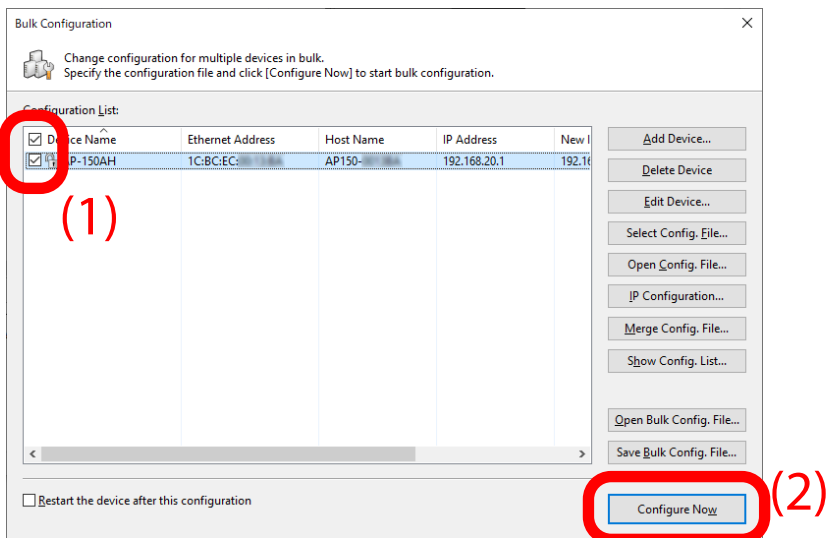 Bulk Configuration
Change configuration for multiple devices in bulk.
Specify the configuration file and click [Configure Now] to start bulk configuration.
Configuration List:
Device Name Ethernet Address Host Name IP Address New I
AP-150AH 1C:BC:EC: AP150- 192.168.20.1 192.16
(1)
Add Device...
Delete Device
Edit Device...
Select Config. File...
Open Config. File...
IP Configuration...
Merge Config. File...
Show Config. List...
Open Bulk Config. File...
Save Bulk Config. File...
Restart the device after this configuration
Configure Now
(2)